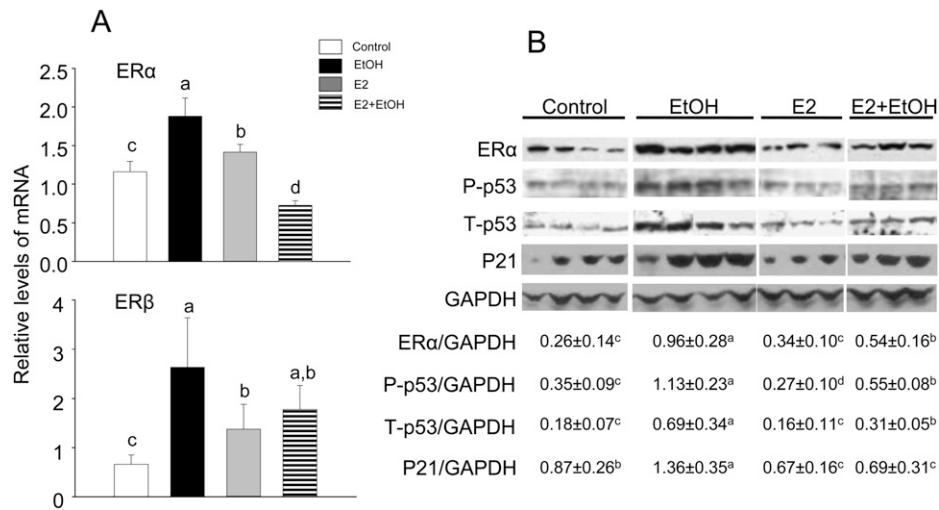 A
Control
EtOH
E2
E2+EtOH
Relative levels of mRNA
ERα
2.5
2.0
1.5
1.0
0.5
0.0
c
a
b
d
ERβ
4
3
2
1
0
c
a
b
a,b
B
Control EtOH E2 E2+EtOH
ERα
P-p53
T-p53
P21
GAPDH
ERα/GAPDH 0.26±0.14c 0.96±0.28a 0.34±0.10c 0.54±0.16b
P-p53/GAPDH 0.35±0.09c 1.13±0.23a 0.27±0.10d 0.55±0.08b
T-p53/GAPDH 0.18±0.07c 0.69±0.34a 0.16±0.11c 0.31±0.05b
P21/GAPDH 0.87±0.26b 1.36±0.35a 0.67±0.16c 0.69±0.31c